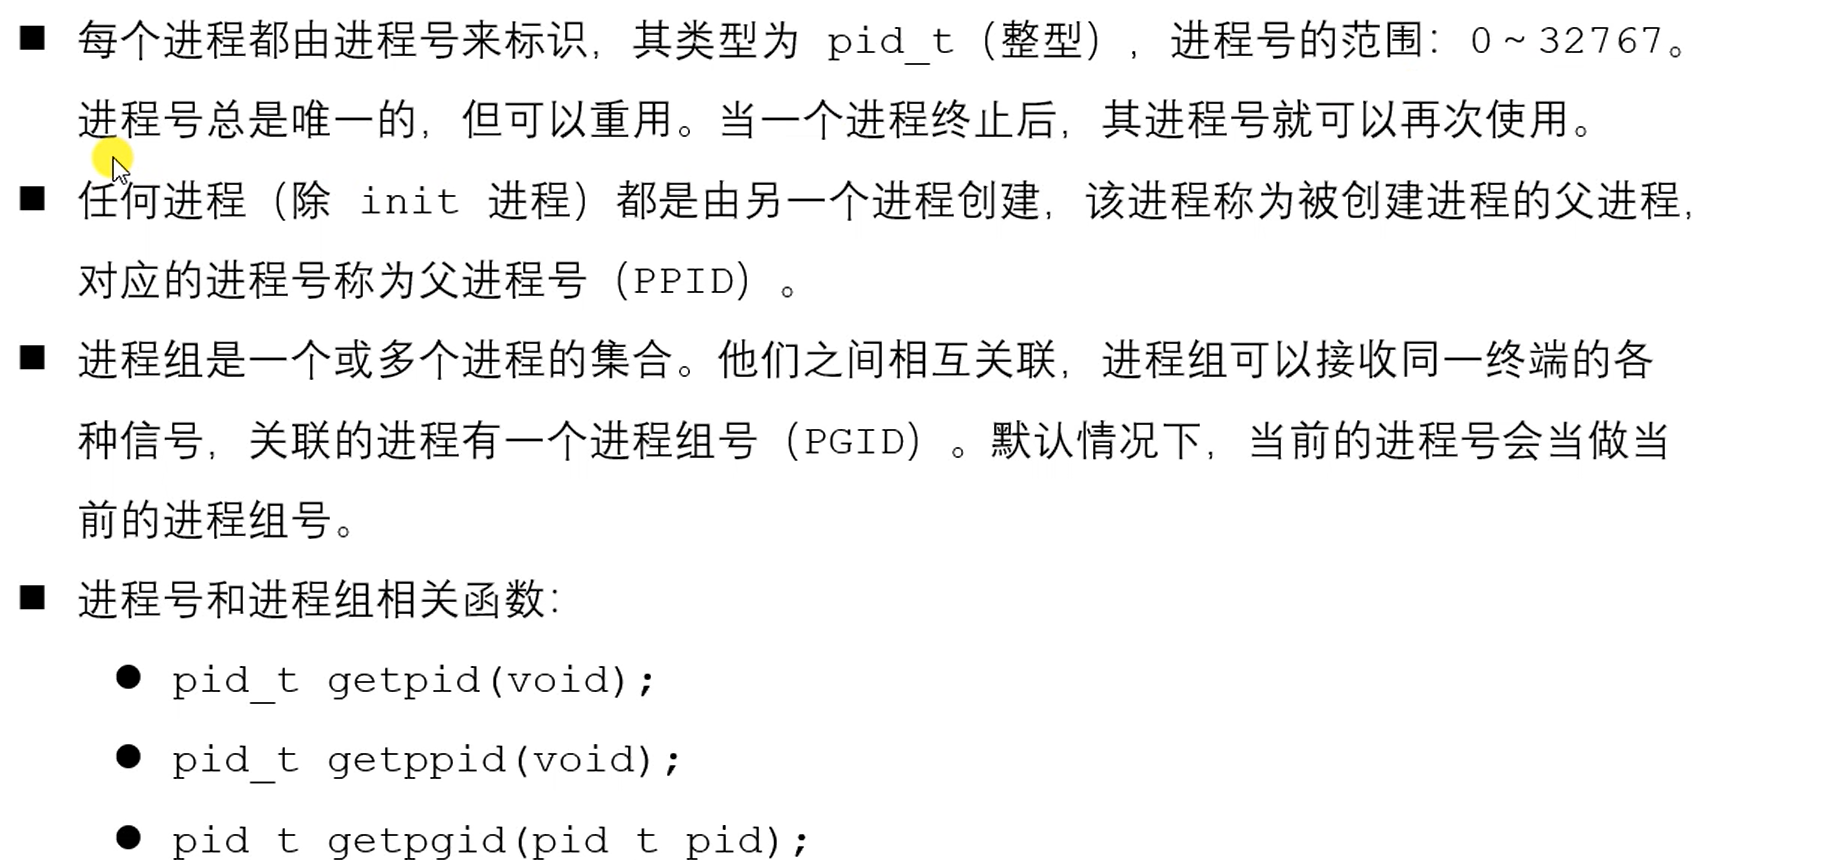 ■ 每个进程都由进程号来标识，其类型为 pid_t（整型），进程号的范围：0～32767。
进程号总是唯一的，但可以重用。当一个进程终止后，其进程号就可以再次使用。
■ 任何进程（除 init 进程）都是由另一个进程创建，该进程称为被创建进程的父进程，
对应的进程号称为父进程号（PPID）。
■ 进程组是一个或多个进程的集合。他们之间相互关联，进程组可以接收同一终端的各
种信号，关联的进程有一个进程组号（PGID）。默认情况下，当前的进程号会当做当
前的进程组号。
■ 进程号和进程组相关函数：
● pid_t getpid(void);
● pid_t getppid(void);
● pid_t getpgid(pid_t pid);